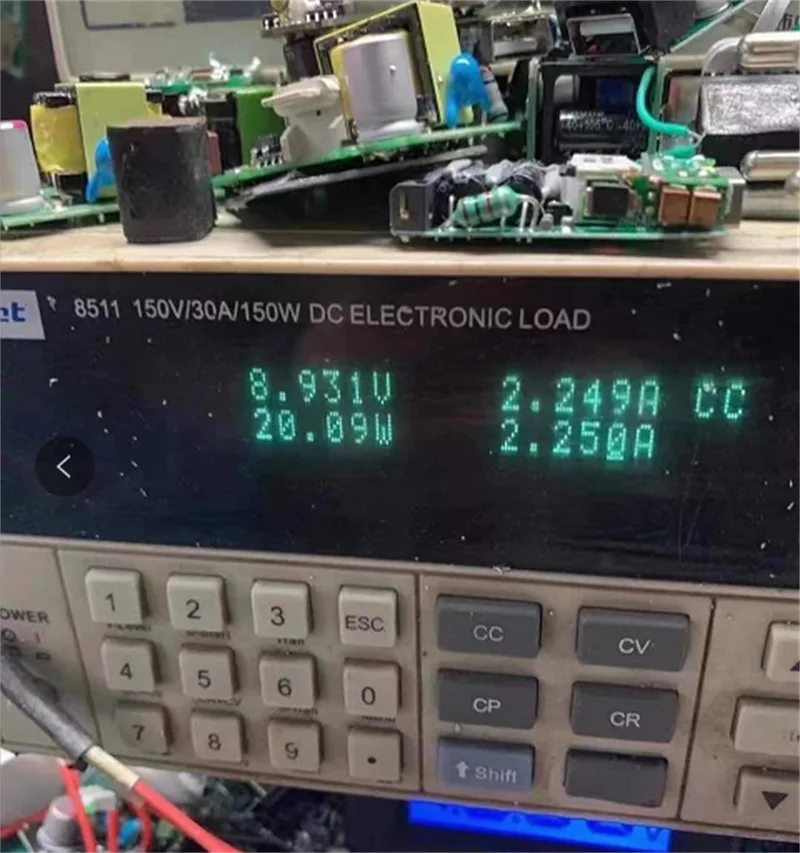 8511 150V/30A/150W DC ELECTRONIC LOAD
8.931V 2.249A CC
20.09W 2.250A
OWER
1 2 3 ESC
4 5 6 0
7 8 9 .
CC CV
CP CR
Shift